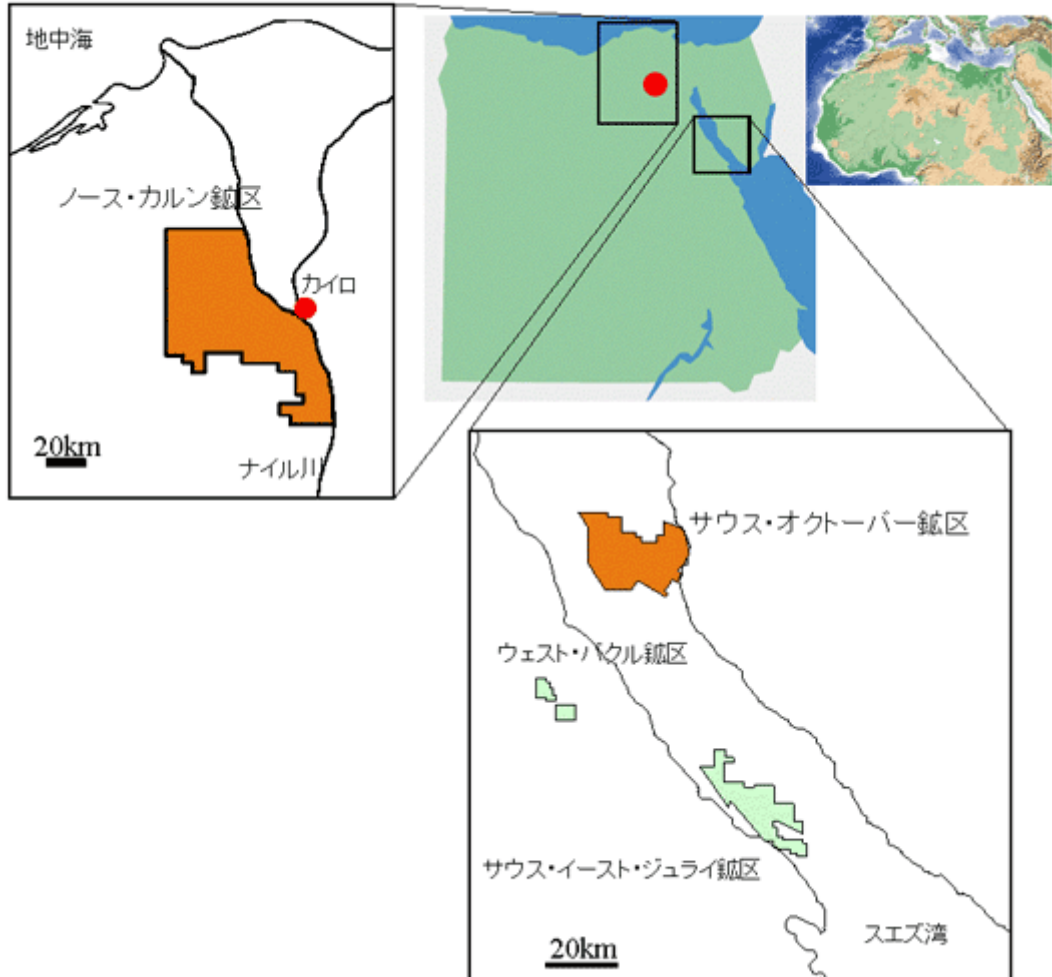 地中海
ノース・カルン鉱区
カイロ
20km
ナイル川
サウス・オクトーバー鉱区
ウェスト・バクル鉱区
サウス・イースト・ジュライ鉱区
スエズ湾
20km